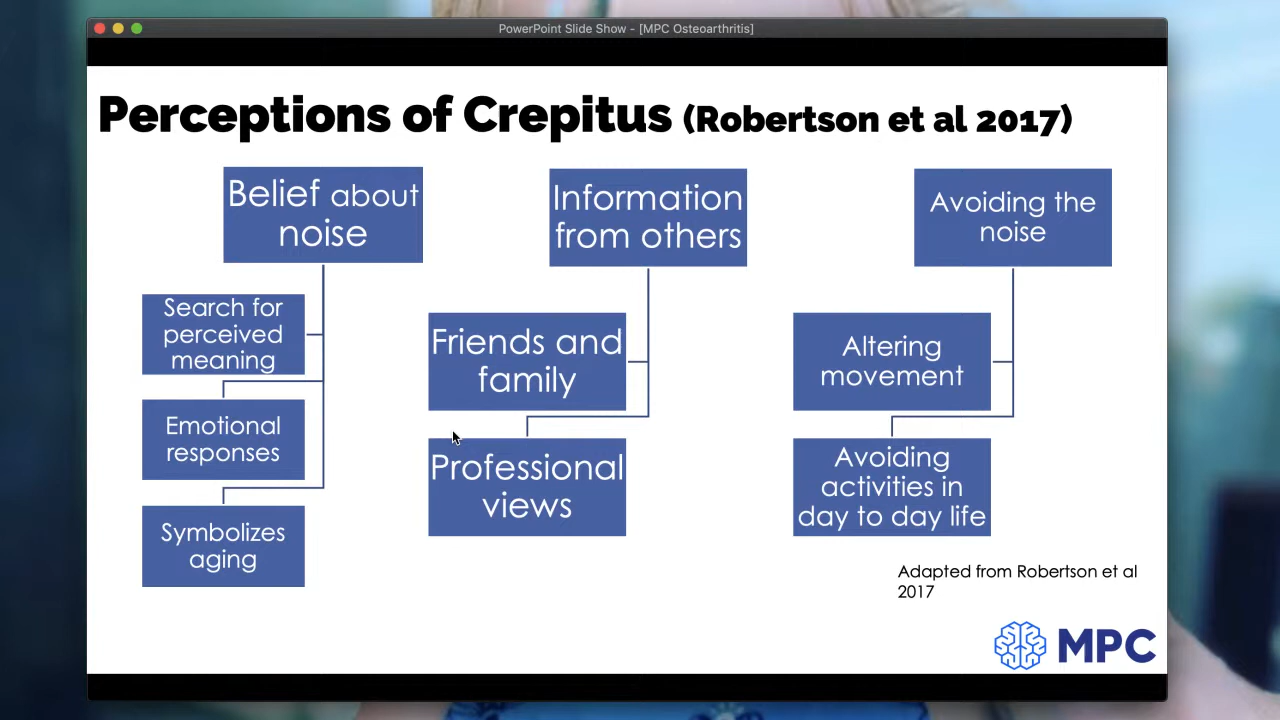 PowerPoint Slide Show - [MPC Osteoarthritis]
Perceptions of Crepitus (Robertson et al 2017)
Belief about
noise
Search for
perceived
meaning
Emotional
responses
Symbolizes
aging
Information
from others
Friends and
family
Professional
views
Avoiding the
noise
Altering
movement
Avoiding
activities in
day to day life
Adapted from Robertson et al
2017
MPC